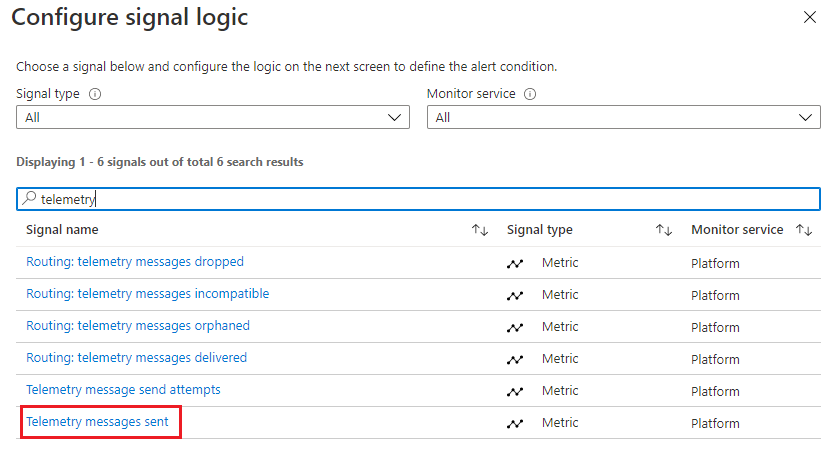 Configure signal logic
Choose a signal below and configure the logic on the next screen to define the alert condition.
Signal type Monitor service
All All
Displaying 1 - 6 signals out of total 6 search results
telemetry
Signal name Signal type Monitor service
Routing: telemetry messages dropped Metric Platform
Routing: telemetry messages incompatible Metric Platform
Routing: telemetry messages orphaned Metric Platform
Routing: telemetry messages delivered Metric Platform
Telemetry message send attempts Metric Platform
Telemetry messages sent Metric Platform